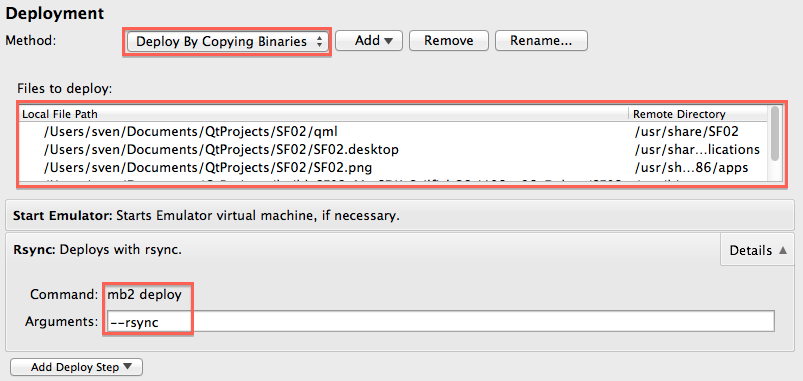 Deployment
Method: Deploy By Copying Binaries Add Remove Rename...
Files to deploy:
Local File Path Remote Directory
/Users/sven/Documents/QtProjects/SF02/qml /usr/share/SF02
/Users/sven/Documents/QtProjects/SF02/SF02.desktop /usr/shar...lications
/Users/sven/Documents/QtProjects/SF02/SF02.png /usr/sh...86/apps
Start Emulator: Starts Emulator virtual machine, if necessary.
Rsync: Deploys with rsync.
Details
Command: mb2 deploy
Arguments: --rsync
Add Deploy Step